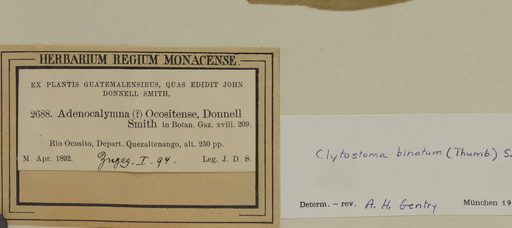 HERBARIUM REGIUM MONACENSE.
EX PLANTIS GUATEMALENSIBUS, QUAS EDIDIT JOHN
DONNELL SMITH,
2688. Adenocalymna (?) Ocositense, Donnell
Smith in Botan. Gaz. xviii. 209.
Rio Ocosito, Depart. Quezaltenango, alt. 250 pp.
M Apr. 1892. Zugeg. I. 94. Leg. J. D. S.
Clytostoma binatum (Thumb.)
Determ. – rev. A. H. Gentry München 19